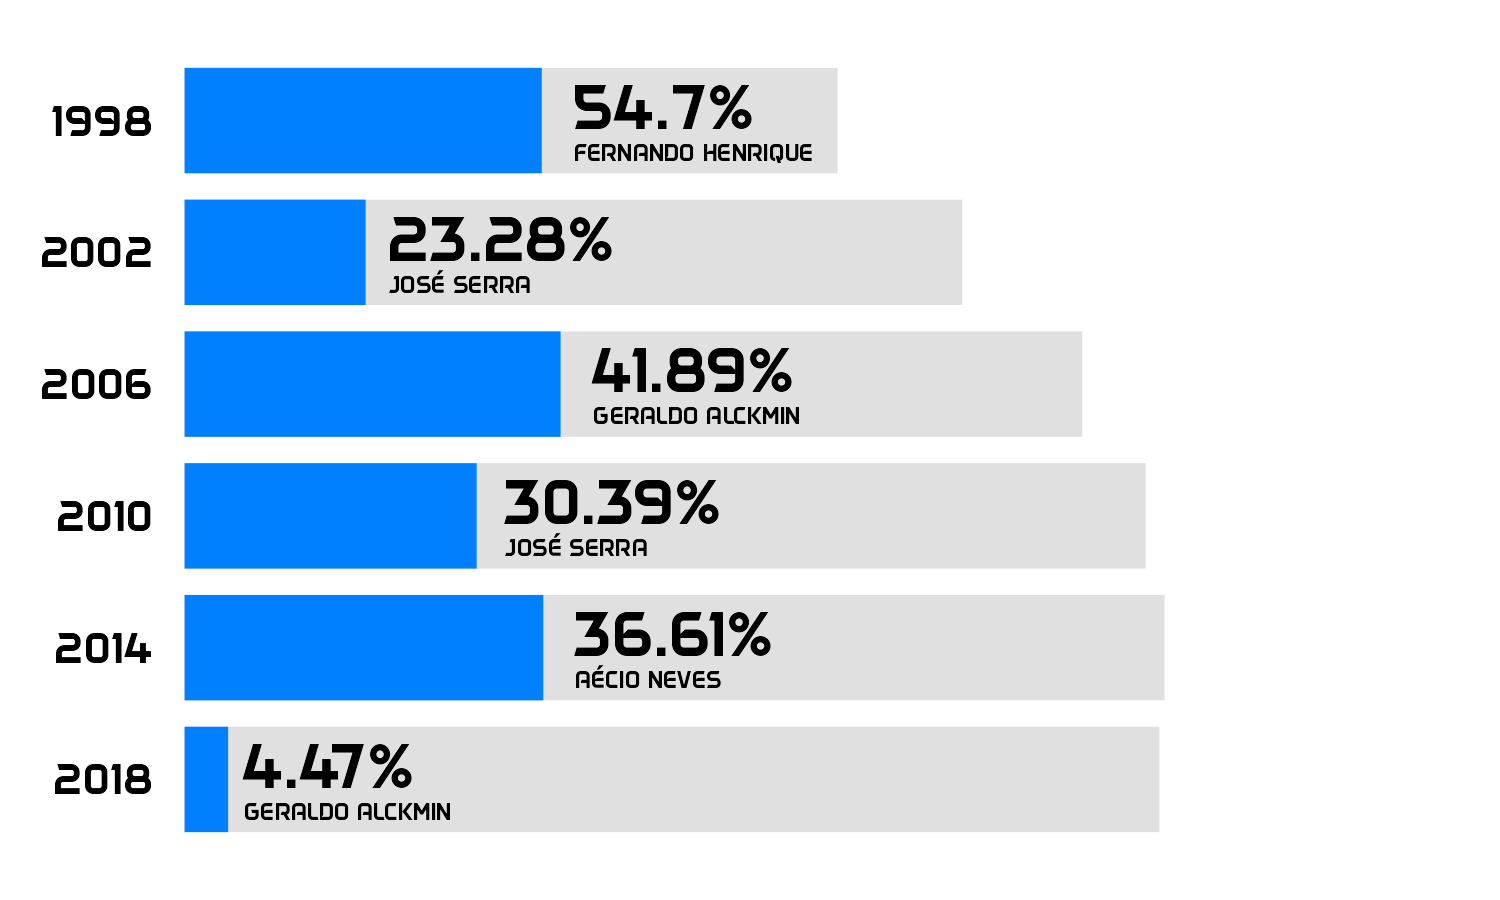 1998
54.7%
FERNANDO HENRIQUE
2002
23.28%
JOSÉ SERRA
2006
41.89%
GERALDO ALCKMIN
2010
30.39%
JOSÉ SERRA
2014
36.61%
AÉCIO NEVES
2018
4.47%
GERALDO ALCKMIN